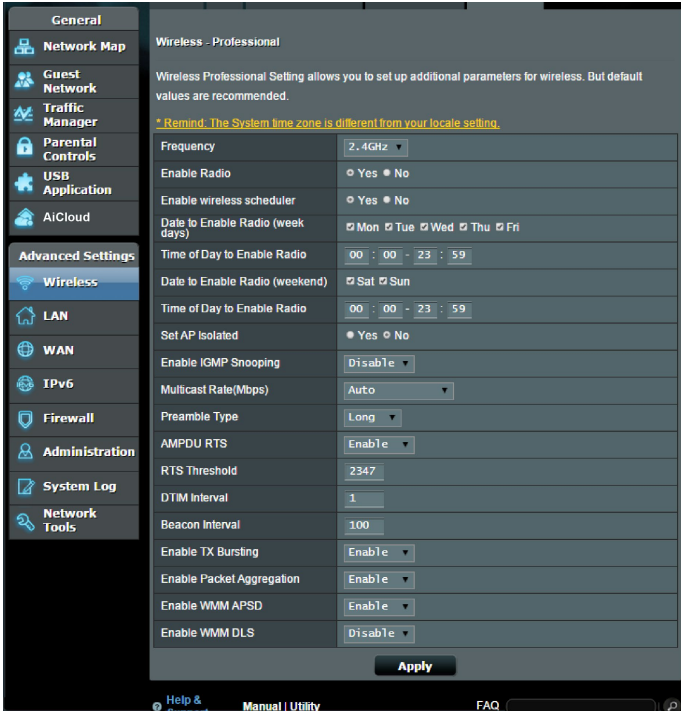 General
Network Map
Guest
Network
Traffic
Manager
Parental
Controls
USB
Application
AiCloud
Advanced Settings
Wireless
LAN
WAN
IPv6
Firewall
Administration
System Log
Network
Tools
Wireless - Professional
Wireless Professional Setting allows you to set up additional parameters for wireless. But default
values are recommended.
* Remind: The System time zone is different from your locale setting.
Frequency 2.4GHz
Enable Radio Yes No
Enable wireless scheduler Yes No
Date to Enable Radio (week
days) Mon Tue Wed Thu Fri
Time of Day to Enable Radio 00 : 00 - 23 : 59
Date to Enable Radio (weekend) Sat Sun
Time of Day to Enable Radio 00 : 00 - 23 : 59
Set AP Isolated Yes No
Enable IGMP Snooping Disable
Multicast Rate(Mbps) Auto
Preamble Type Long
AMPDU RTS Enable
RTS Threshold 2347
DTIM Interval 1
Beacon Interval 100
Enable TX Bursting Enable
Enable Packet Aggregation Enable
Enable WMM APSD Enable
Enable WMM DLS Disable
Apply
Help &
Support Manual | Utility FAQ